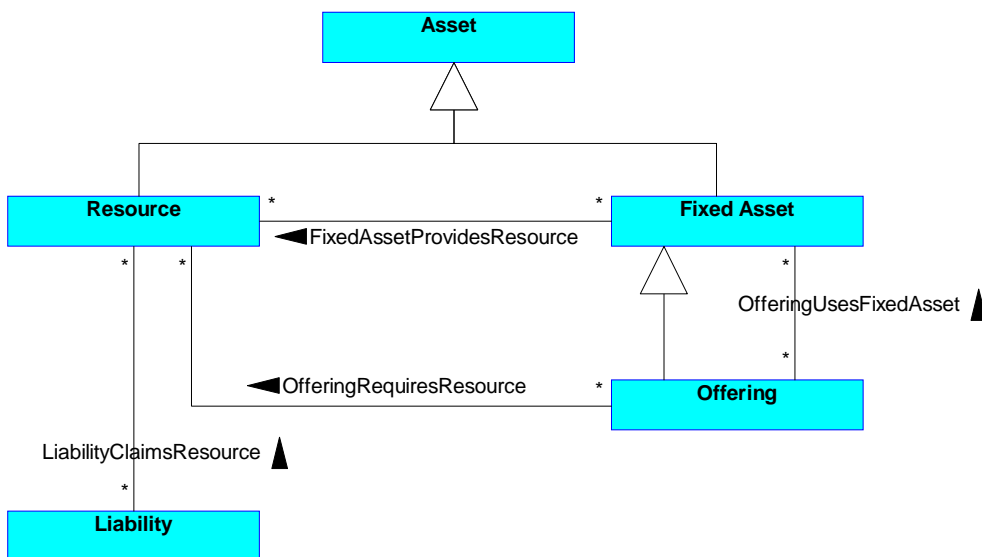 Asset
Resource
* *
Fixed Asset
FixedAssetProvidesResource
* * *
OfferingUsesFixedAsset
*
OfferingRequiresResource *
Offering
LiabilityClaimsResource
*
Liability